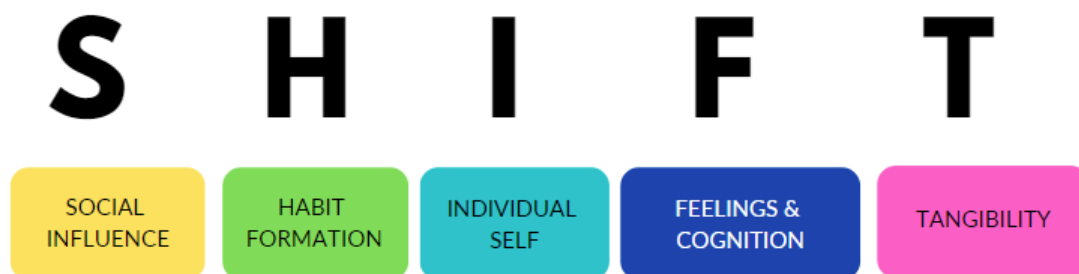 S H I F T
SOCIAL
INFLUENCE
HABIT
FORMATION
INDIVIDUAL
SELF
FEELINGS &
COGNITION
TANGIBILITY